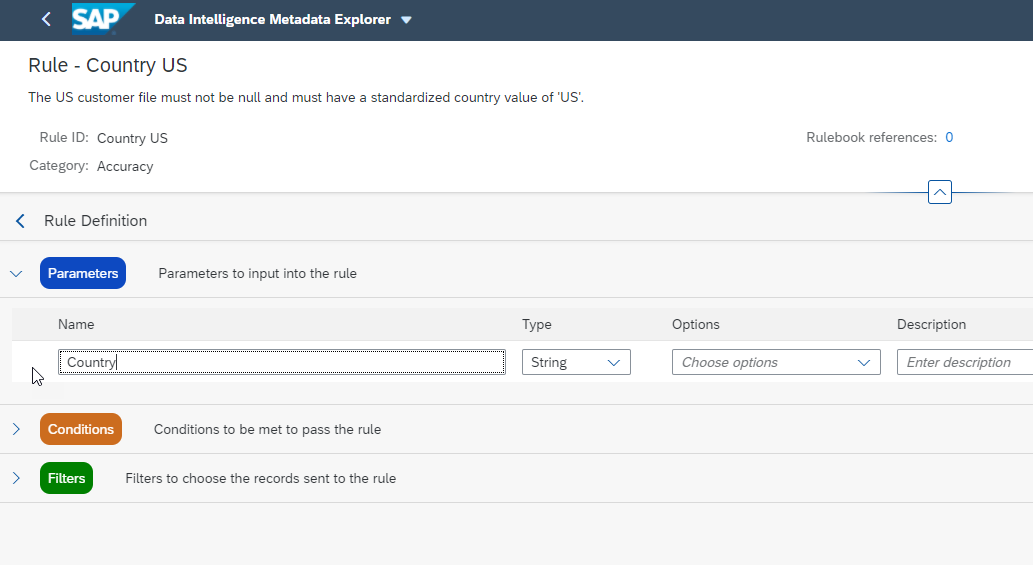 SAP Data Intelligence Metadata Explorer
Rule - Country US
The US customer file must not be null and must have a standardized country value of 'US'.
Rule ID: Country US Rulebook references: 0
Category: Accuracy
Rule Definition
Parameters Parameters to input into the rule
Name Type Options Description
Country String Choose options Enter description
Conditions Conditions to be met to pass the rule
Filters Filters to choose the records sent to the rule